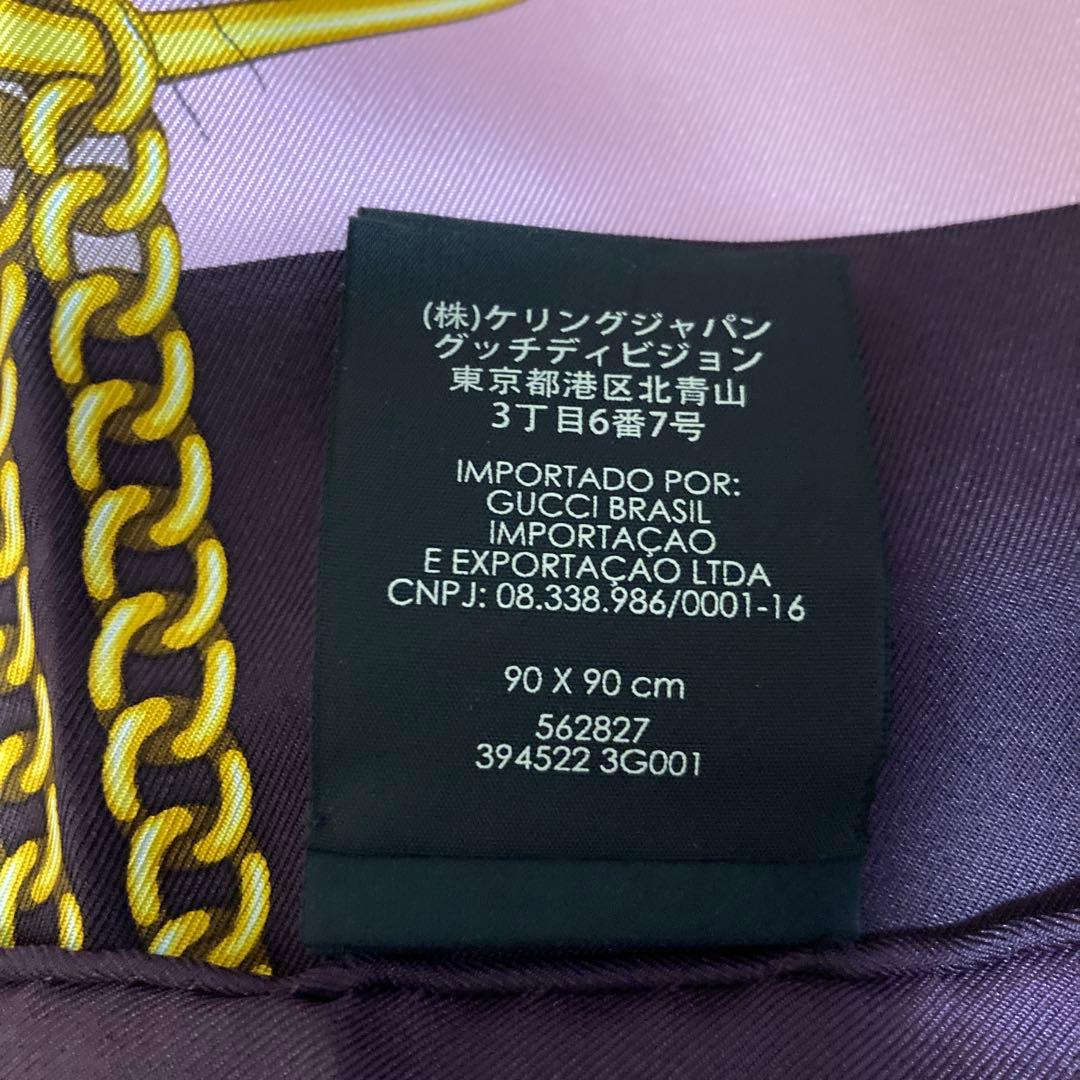 (株)ケリングジャパン
グッチディビジョン
東京都港区北青山
3丁目6番7号
IMPORTADO POR:
GUCCI BRASIL
IMPORTAÇAO
E EXPORTAÇAO LTDA
CNPJ: 08.338.986/0001-16
90 X 90 cm
562827
394522 3G001